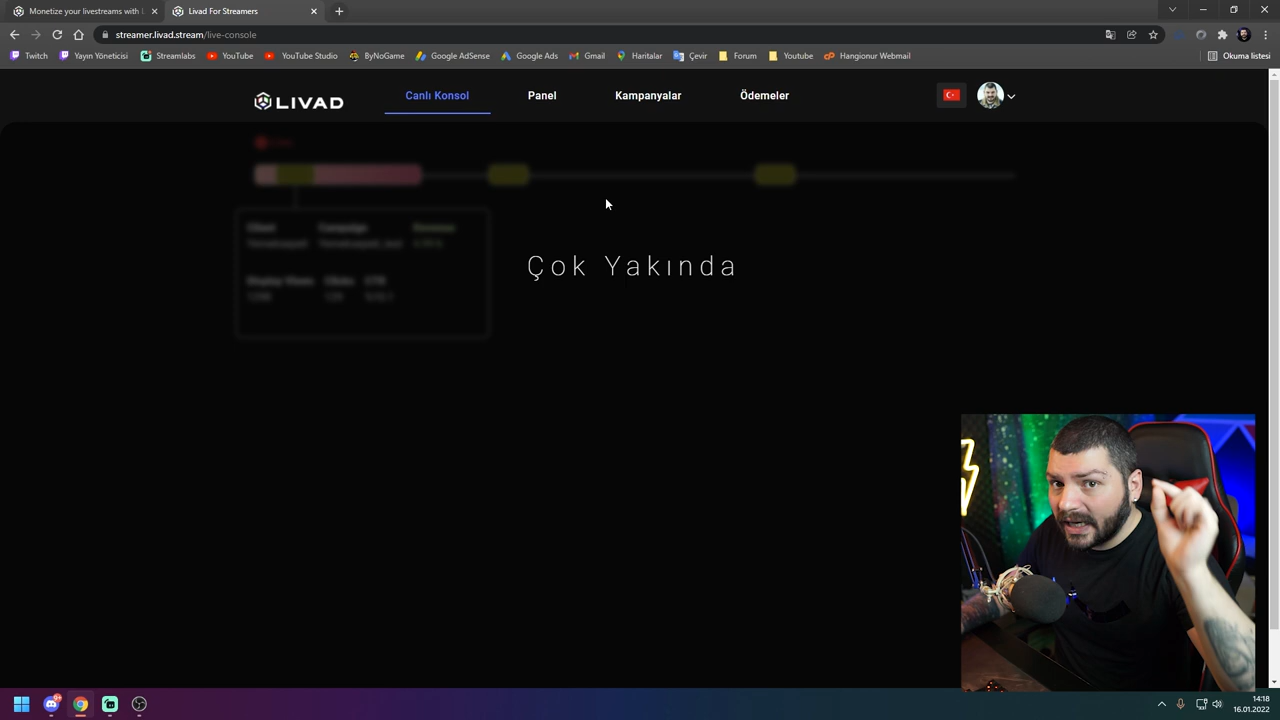 Monetize your livestreams with L
Livad For Streamers
streamer.livad.stream/live-console
Twitch
Yayın Yöneticisi
Streamlabs
YouTube
YouTube Studio
ByNoGame
Google AdSense
Google Ads
Gmail
Haritalar
Çevir
Forum
Youtube
Hangionur Webmail
Okuma listesi
LIVAD
Canlı Konsol
Panel
Kampanyalar
Ödemeler
Çok Yakında
14:18
16.01.2022